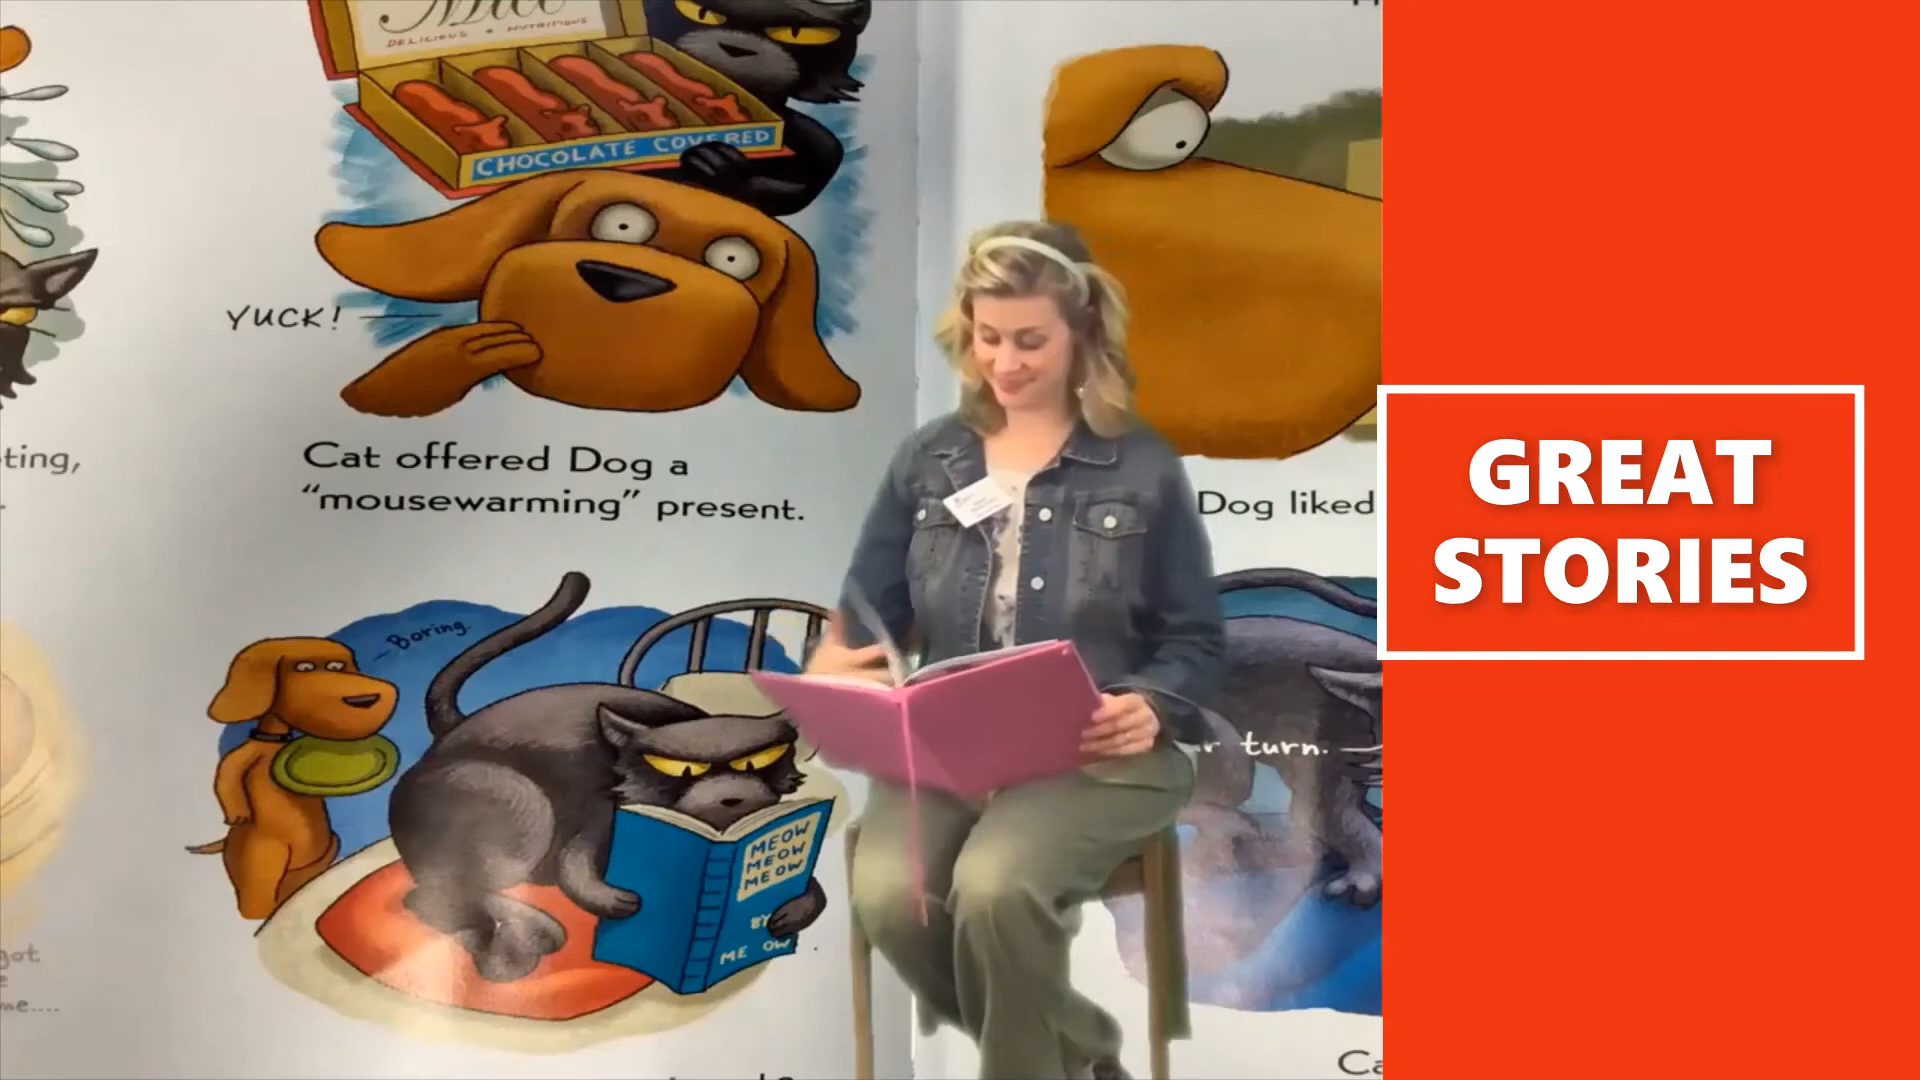 Mice
DELICIOUS • NUTRITIOUS
CHOCOLATE COVERED
YUCK!
ting,
Cat offered Dog a
"mousewarming" present.
Dog liked
Boring.
turn.
MEOW
MEOW
MEOW
BY
ME OW
got
me....
Ca
GREAT
STORIES